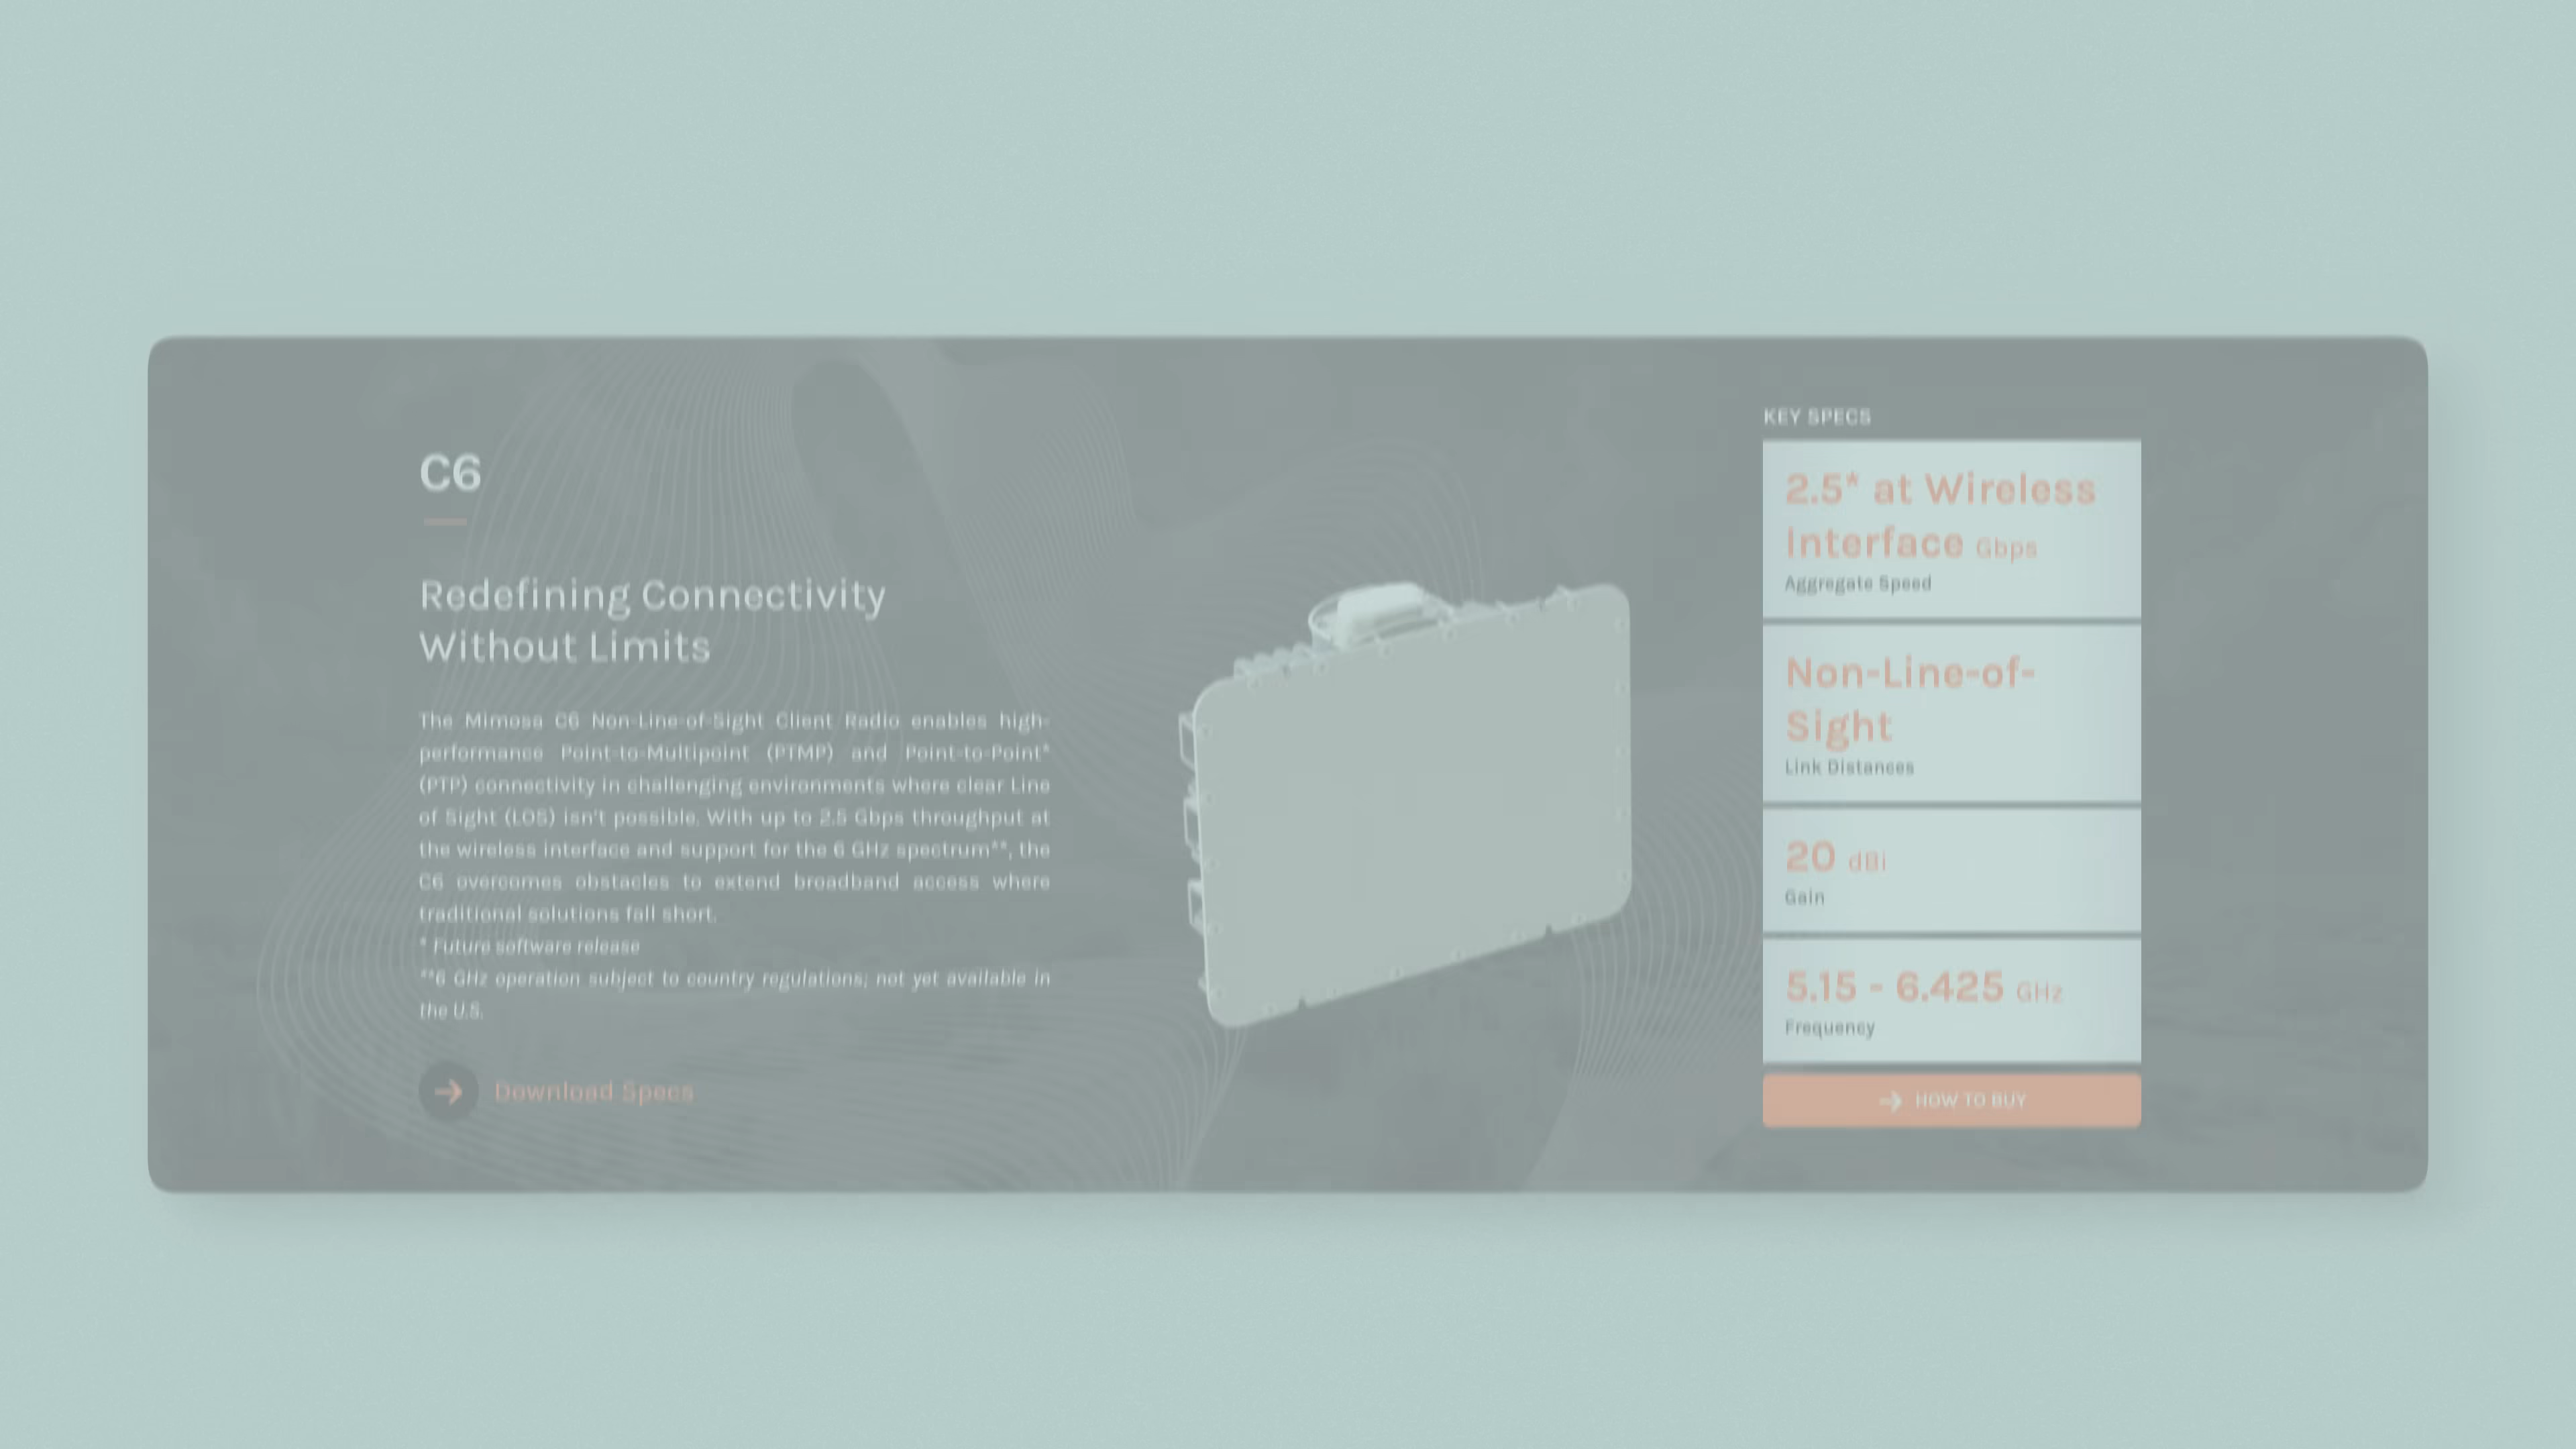 C6
Redefining Connectivity
Without Limits
The Mimosa C6 Non-Line-of-Sight Client Radio enables high-
performance Point-to-Multipoint (PTMP) and Point-to-Point*
(PTP) connectivity in challenging environments where clear Line
of Sight (LOS) isn't possible. With up to 2.5 Gbps throughput at
the wireless interface and support for the 6 GHz spectrum**, the
C6 overcomes obstacles to extend broadband access where
traditional solutions fall short.
* Future software release
**6 GHz operation subject to country regulations; not yet available in
the U.S.
Download Specs
KEY SPECS
2.5* at Wireless
Interface Gbps
Aggregate Speed
Non-Line-of-
Sight
Link Distances
20 dBi
Gain
5.15 - 6.425 GHz
Frequency
HOW TO BUY